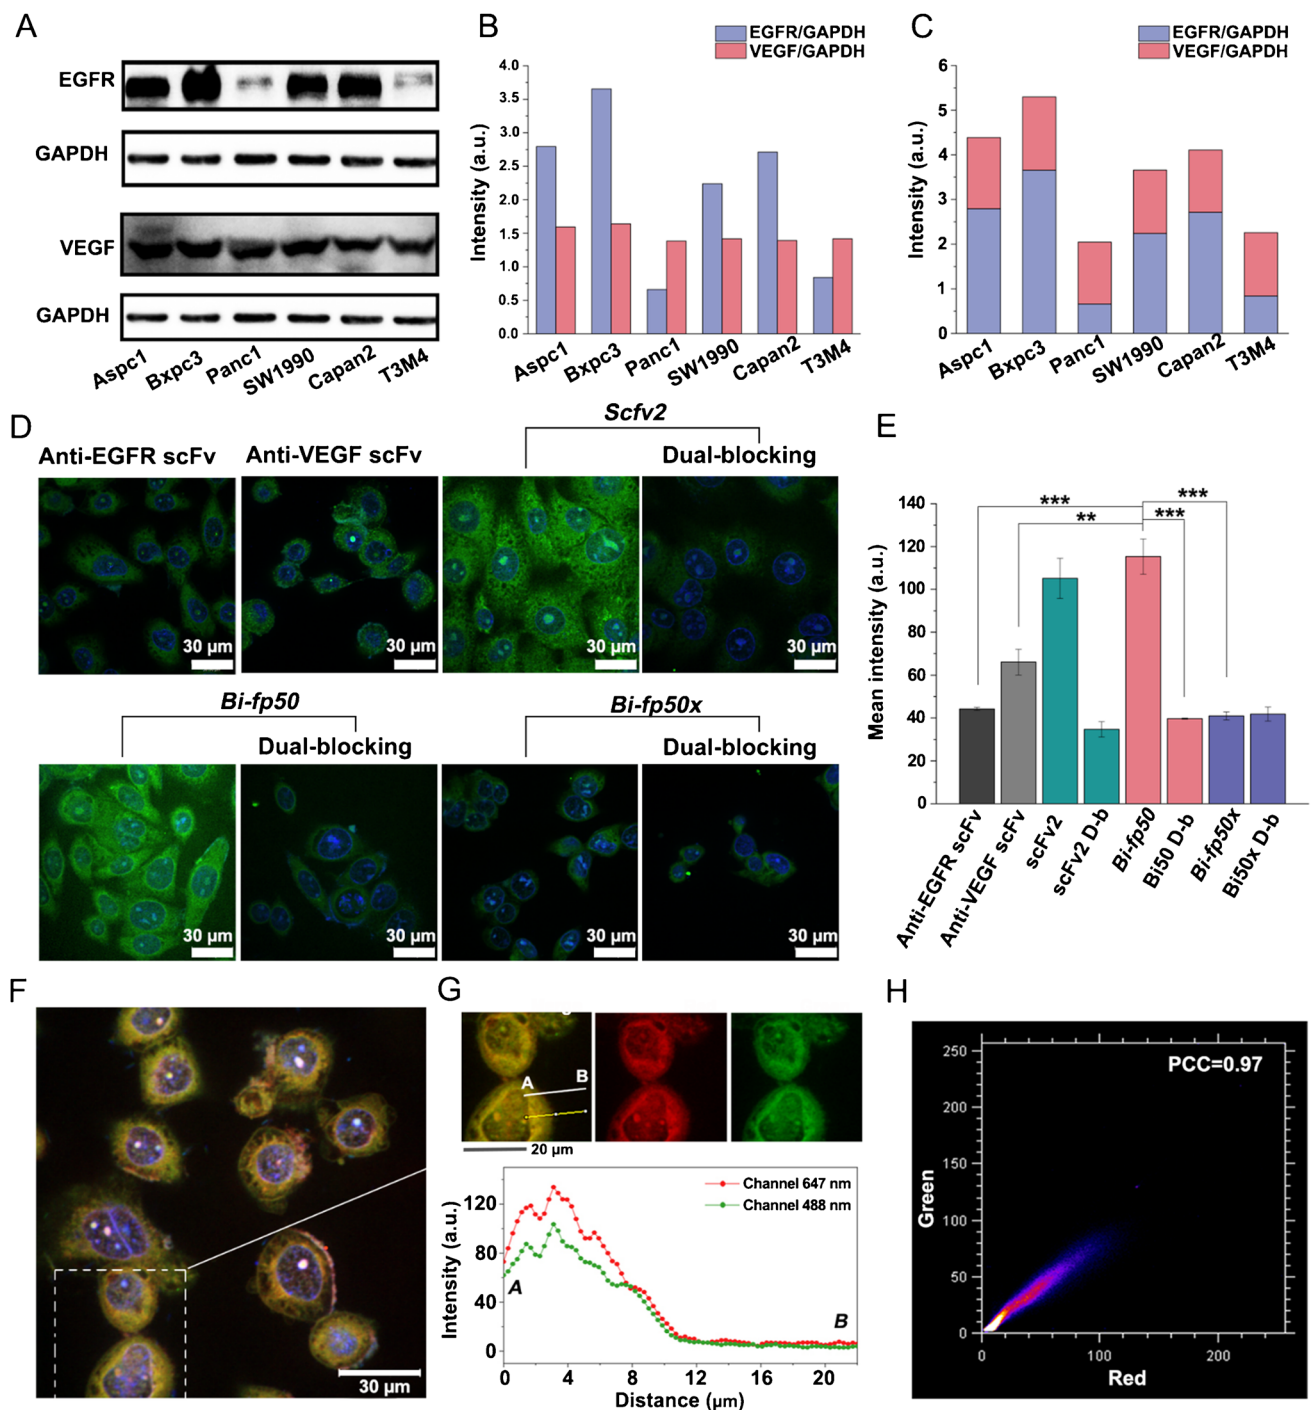 A
EGFR
GAPDH
VEGF
GAPDH
Aspc1
Bxpc3
Panc1
SW1990
Capan2
T3M4
B
EGFR/GAPDH
VEGF/GAPDH
Intensity (a.u.)
4.0
3.5
3.0
2.5
2.0
1.5
1.0
0.5
0.0
Aspc1
Bxpc3
Panc1
SW1990
Capan2
T3M4
C
EGFR/GAPDH
VEGF/GAPDH
Intensity (a.u.)
6
5
4
3
2
1
0
Aspc1
Bxpc3
Panc1
SW1990
Capan2
T3M4
D
Scfv2
Anti-EGFR scFv
Anti-VEGF scFv
Dual-blocking
30 µm
30 µm
30 µm
30 µm
Bi-fp50
Bi-fp50x
Dual-blocking
Dual-blocking
30 µm
30 µm
30 µm
30 µm
E
Mean intensity (a.u.)
140
120
100
80
60
40
20
0
***
**
***
***
Anti-EGFR scFv
Anti-VEGF scFv
scFv2
scFv2 D-b
Bi-fp50
Bi50 D-b
Bi-fp50x
Bi50x D-b
F
30 µm
G
A
B
20 µm
Channel 647 nm
Channel 488 nm
Intensity (a.u.)
120
80
40
0
A
B
0
4
8
12
16
20
Distance (µm)
H
PCC=0.97
Green
250
200
150
100
50
0
0
100
200
Red